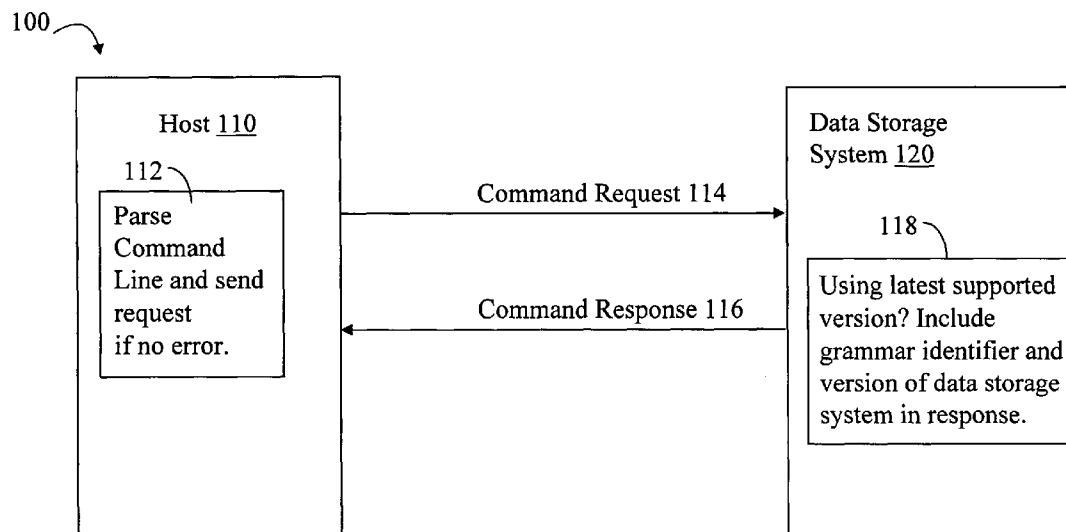 100
Host 110
112
Parse
Command
Line and send
request
if no error.
Command Request 114
Command Response 116
Data Storage
System 120
118
Using latest supported
version? Include
grammar identifier and
version of data storage
system in response.